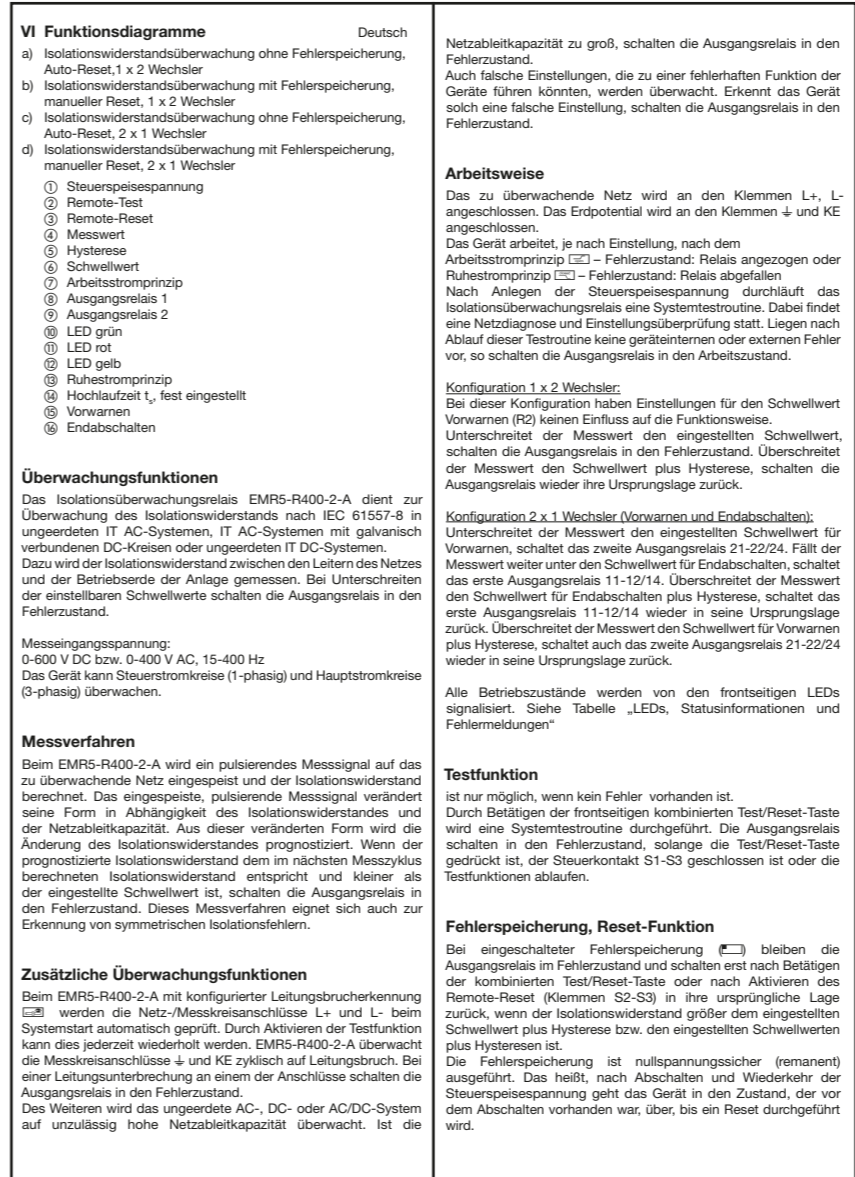 VI Funktionsdiagramme Deutsch
a) Isolationswiderstandsüberwachung ohne Fehlerspeicherung,
Auto-Reset,1 x 2 Wechsler
b) Isolationswiderstandsüberwachung mit Fehlerspeicherung,
manueller Reset, 1 x 2 Wechsler
c) Isolationswiderstandsüberwachung ohne Fehlerspeicherung,
Auto-Reset, 2 x 1 Wechsler
d) Isolationswiderstandsüberwachung mit Fehlerspeicherung,
manueller Reset, 2 x 1 Wechsler
① Steuerspeisespannung
② Remote-Test
③ Remote-Reset
④ Messwert
⑤ Hysterese
⑥ Schwellwert
⑦ Arbeitsstromprinzip
⑧ Ausgangsrelais 1
⑨ Ausgangsrelais 2
⑩ LED grün
⑪ LED rot
⑫ LED gelb
⑬ Ruhestromprinzip
⑭ Hochlaufzeit ts, fest eingestellt
⑮ Vorwarnen
⑯ Endabschalten
Überwachungsfunktionen
Das Isolationsüberwachungsrelais EMR5-R400-2-A dient zur
Überwachung des Isolationswiderstands nach IEC 61557-8 in
ungeerdeten IT AC-Systemen, IT AC-Systemen mit galvanisch
verbundenen DC-Kreisen oder ungeerdeten IT DC-Systemen.
Dazu wird der Isolationswiderstand zwischen den Leitern des Netzes
und der Betriebserde der Anlage gemessen. Bei Unterschreiten
der einstellbaren Schwellwerte schalten die Ausgangsrelais in den
Fehlerzustand.
Messeingangsspannung:
0-600 V DC bzw. 0-400 V AC, 15-400 Hz
Das Gerät kann Steuerstromkreise (1-phasig) und Hauptstromkreise
(3-phasig) überwachen.
Messverfahren
Beim EMR5-R400-2-A wird ein pulsierendes Messsignal auf das
zu überwachende Netz eingespeist und der Isolationswiderstand
berechnet. Das eingespeiste, pulsierende Messsignal verändert
seine Form in Abhängigkeit des Isolationswiderstandes und
der Netzableitkapazität. Aus dieser veränderten Form wird die
Änderung des Isolationswiderstandes prognostiziert. Wenn der
prognostizierte Isolationswiderstand dem im nächsten Messzyklus
berechneten Isolationswiderstand entspricht und kleiner als
der eingestellte Schwellwert ist, schalten die Ausgangsrelais in
den Fehlerzustand. Dieses Messverfahren eignet sich auch zur
Erkennung von symmetrischen Isolationsfehlern.
Zusätzliche Überwachungsfunktionen
Beim EMR5-R400-2-A mit konfigurierter Leitungsbrucherkennung
werden die Netz-/Messkreisanschlüsse L+ und L- beim
Systemstart automatisch geprüft. Durch Aktivieren der Testfunktion
kann dies jederzeit wiederholt werden. EMR5-R400-2-A überwacht
die Messkreisanschlüsse ⏚ und KE zyklisch auf Leitungsbruch. Bei
einer Leitungsunterbrechung an einem der Anschlüsse schalten die
Ausgangsrelais in den Fehlerzustand.
Des Weiteren wird das ungeerdete AC-, DC- oder AC/DC-System
auf unzulässig hohe Netzableitkapazität überwacht. Ist die
Netzableitkapazität zu groß, schalten die Ausgangsrelais in den
Fehlerzustand.
Auch falsche Einstellungen, die zu einer fehlerhaften Funktion der
Geräte führen könnten, werden überwacht. Erkennt das Gerät
solch eine falsche Einstellung, schalten die Ausgangsrelais in den
Fehlerzustand.
Arbeitsweise
Das zu überwachende Netz wird an den Klemmen L+, L-
angeschlossen. Das Erdpotential wird an den Klemmen ⏚ und KE
angeschlossen.
Das Gerät arbeitet, je nach Einstellung, nach dem
Arbeitsstromprinzip – Fehlerzustand: Relais angezogen oder
Ruhestromprinzip – Fehlerzustand: Relais abgefallen
Nach Anlegen der Steuerspeisespannung durchläuft das
Isolationsüberwachungsrelais eine Systemtestroutine. Dabei findet
eine Netzdiagnose und Einstellungsüberprüfung statt. Liegen nach
Ablauf dieser Testroutine keine geräteinternen oder externen Fehler
vor, so schalten die Ausgangsrelais in den Arbeitszustand.
Konfiguration 1 x 2 Wechsler:
Bei dieser Konfiguration haben Einstellungen für den Schwellwert
Vorwarnen (R2) keinen Einfluss auf die Funktionsweise.
Unterschreitet der Messwert den eingestellten Schwellwert,
schalten die Ausgangsrelais in den Fehlerzustand. Überschreitet
der Messwert den Schwellwert plus Hysterese, schalten die
Ausgangsrelais wieder ihre Ursprungslage zurück.
Konfiguration 2 x 1 Wechsler (Vorwarnen und Endabschalten):
Unterschreitet der Messwert den eingestellten Schwellwert für
Vorwarnen, schaltet das zweite Ausgangsrelais 21-22/24. Fällt der
Messwert weiter unter den Schwellwert für Endabschalten, schaltet
das erste Ausgangsrelais 11-12/14. Überschreitet der Messwert
den Schwellwert für Endabschalten plus Hysterese, schaltet das
erste Ausgangsrelais 11-12/14 wieder in seine Ursprungslage
zurück. Überschreitet der Messwert den Schwellwert für Vorwarnen
plus Hysterese, schaltet auch das zweite Ausgangsrelais 21-22/24
wieder in seine Ursprungslage zurück.
Alle Betriebszustände werden von den frontseitigen LEDs
signalisiert. Siehe Tabelle „LEDs, Statusinformationen und
Fehlermeldungen“
Testfunktion
ist nur möglich, wenn kein Fehler vorhanden ist.
Durch Betätigen der frontseitigen kombinierten Test/Reset-Taste
wird eine Systemtestroutine durchgeführt. Die Ausgangsrelais
schalten in den Fehlerzustand, solange die Test/Reset-Taste
gedrückt ist, der Steuerkontakt S1-S3 geschlossen ist oder die
Testfunktionen ablaufen.
Fehlerspeicherung, Reset-Funktion
Bei eingeschalteter Fehlerspeicherung ( ) bleiben die
Ausgangsrelais im Fehlerzustand und schalten erst nach Betätigen
der kombinierten Test/Reset-Taste oder nach Aktivieren des
Remote-Reset (Klemmen S2-S3) in ihre ursprüngliche Lage
zurück, wenn der Isolationswiderstand größer dem eingestellten
Schwellwert plus Hysterese bzw. den eingestellten Schwellwerten
plus Hysteresen ist.
Die Fehlerspeicherung ist nullspannungssicher (remanent)
ausgeführt. Das heißt, nach Abschalten und Wiederkehr der
Steuerspeisespannung geht das Gerät in den Zustand, der vor
dem Abschalten vorhanden war, über, bis ein Reset durchgeführt
wird.